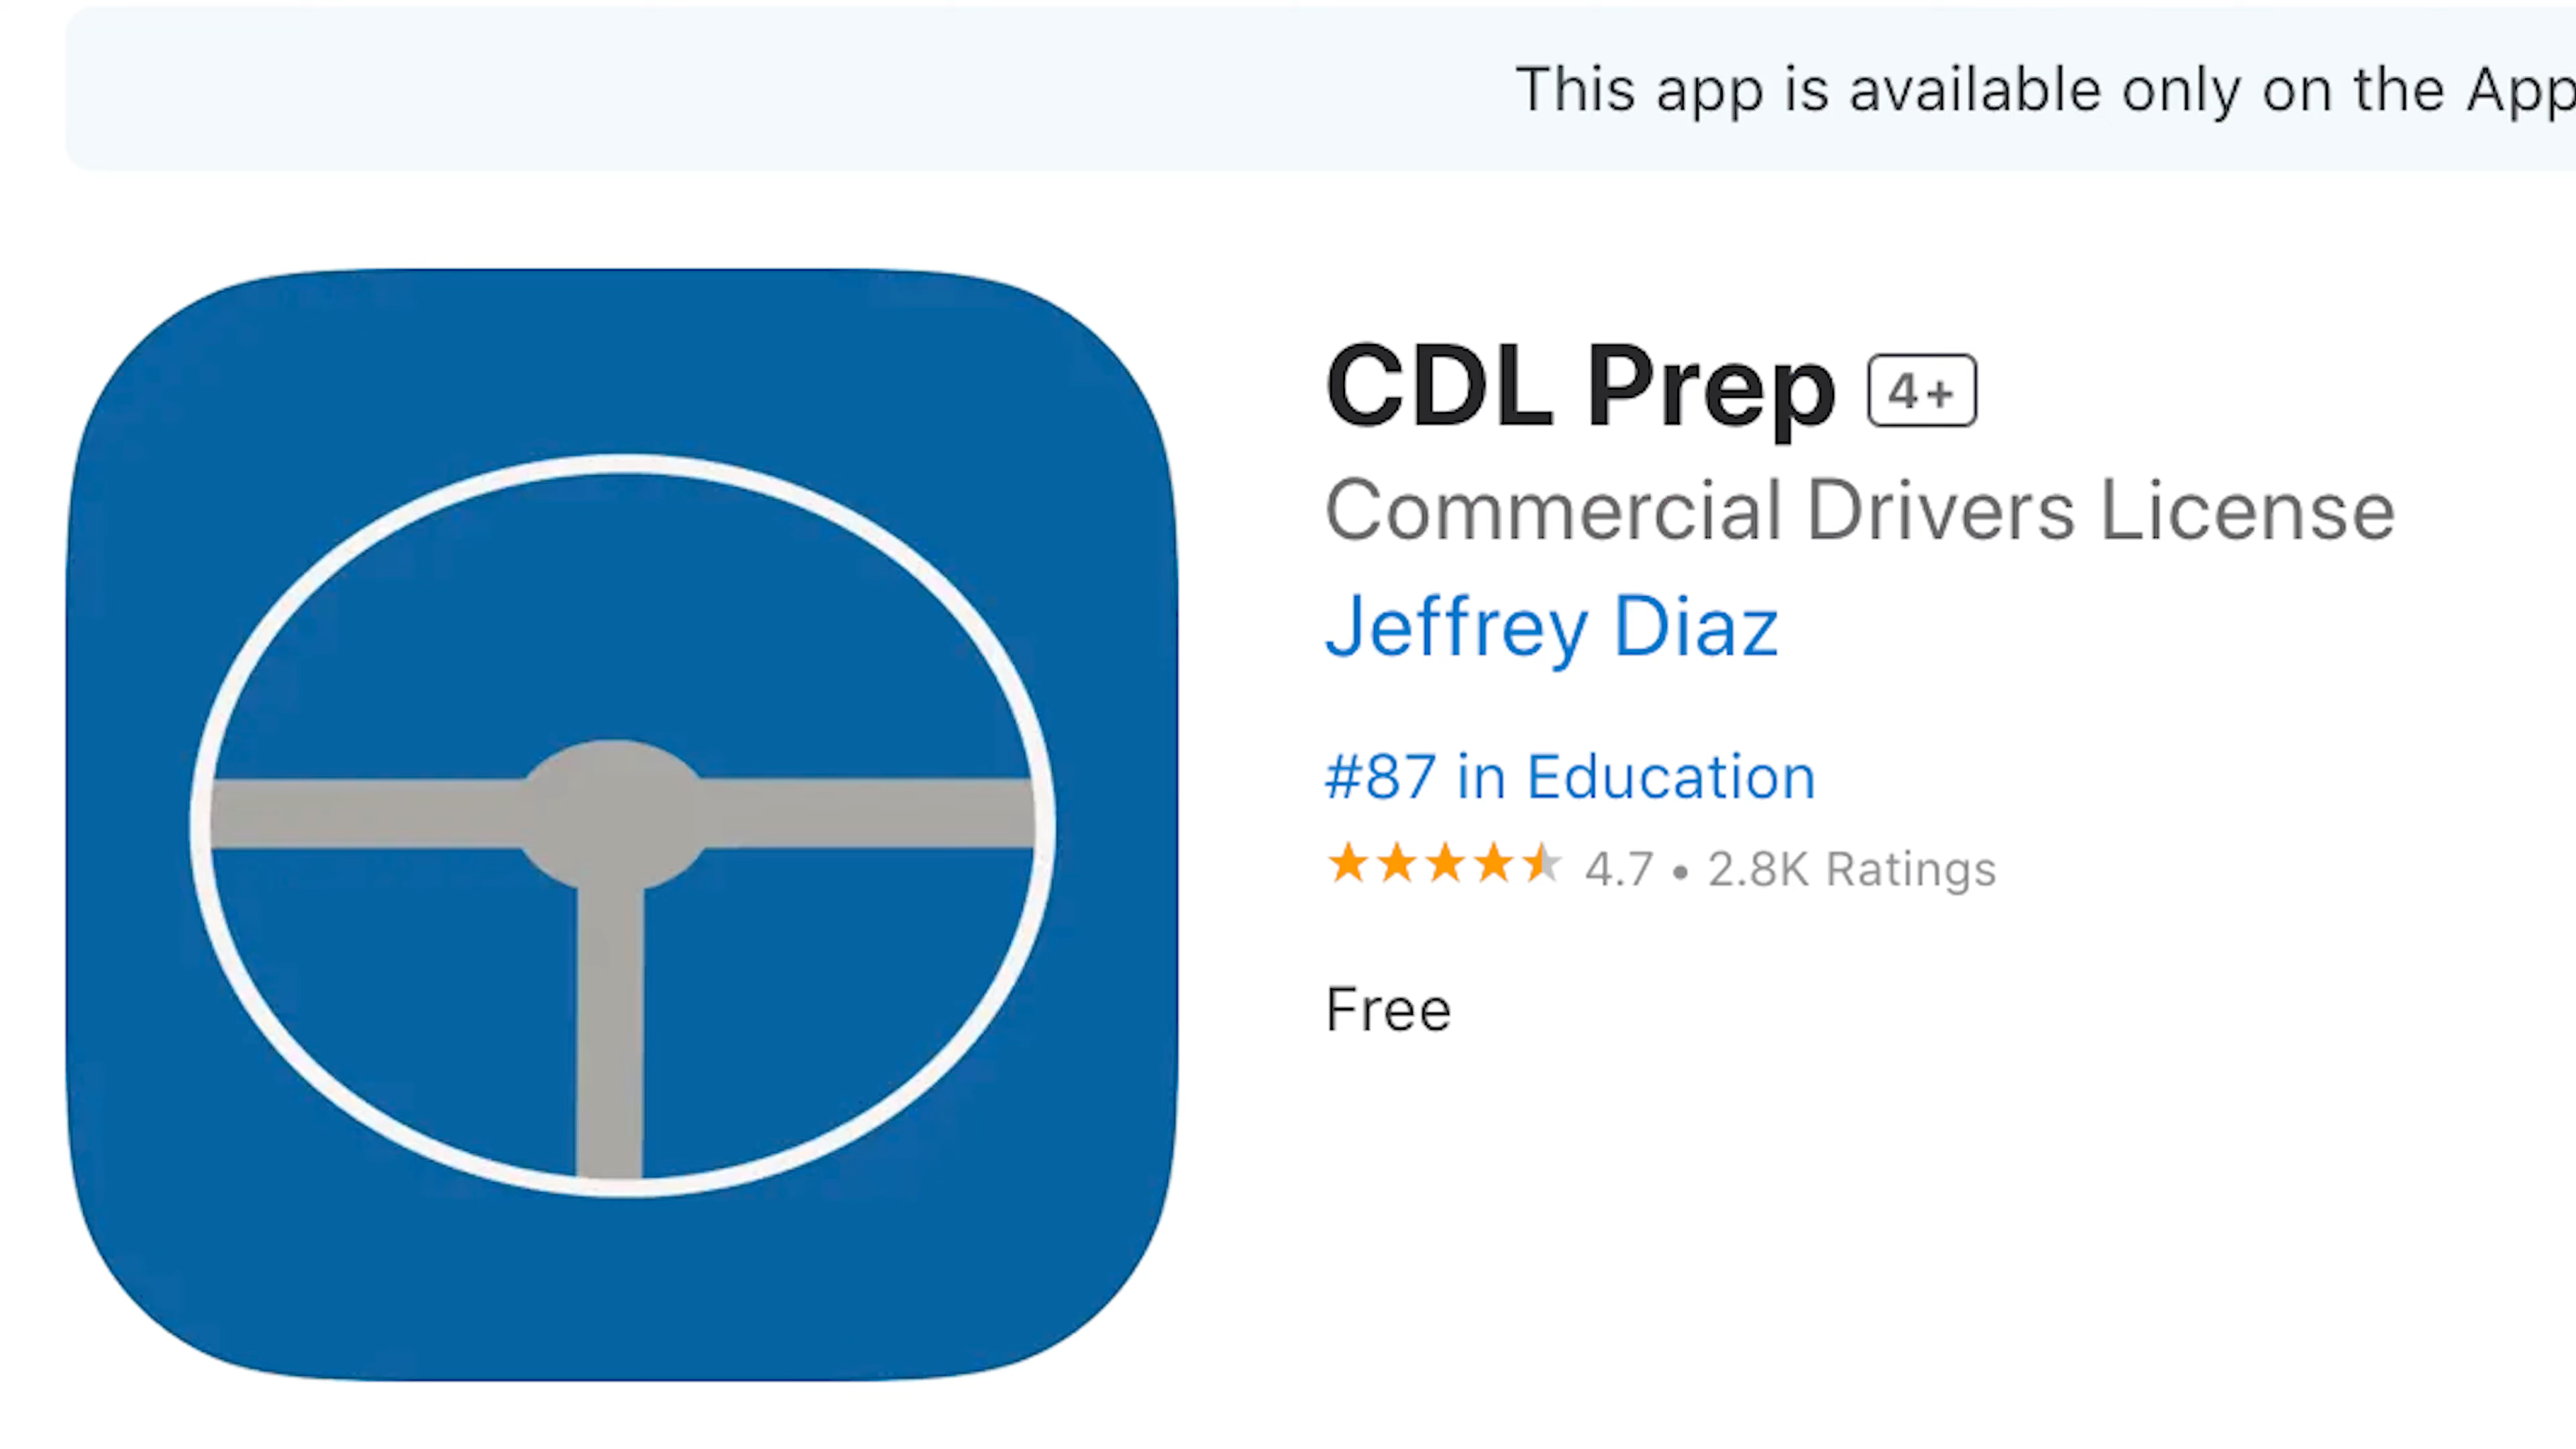 This app is available only on the App
CDL Prep 4+
Commercial Drivers License
Jeffrey Diaz
#87 in Education
★★★★★ 4.7 • 2.8K Ratings
Free